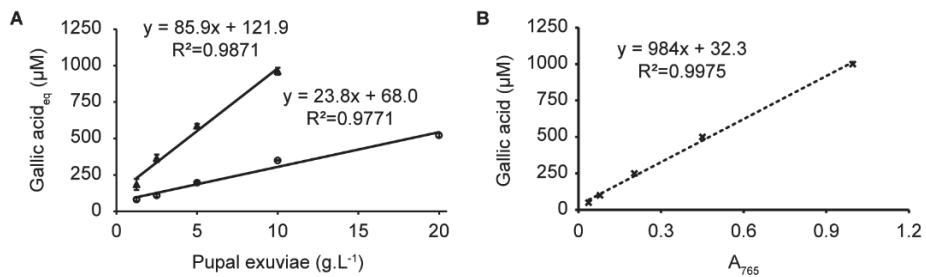 A
y = 85.9x + 121.9
R²=0.9871
y = 23.8x + 68.0
R²=0.9771
Gallic acid_eq (µM)
1250
1000
750
500
250
0
0 5 10 15 20
Pupal exuviae (g.L⁻¹)
B
y = 984x + 32.3
R²=0.9975
Gallic acid (µM)
1250
1000
750
500
250
0
0 0.3 0.6 0.9 1.2
A₇₆₅